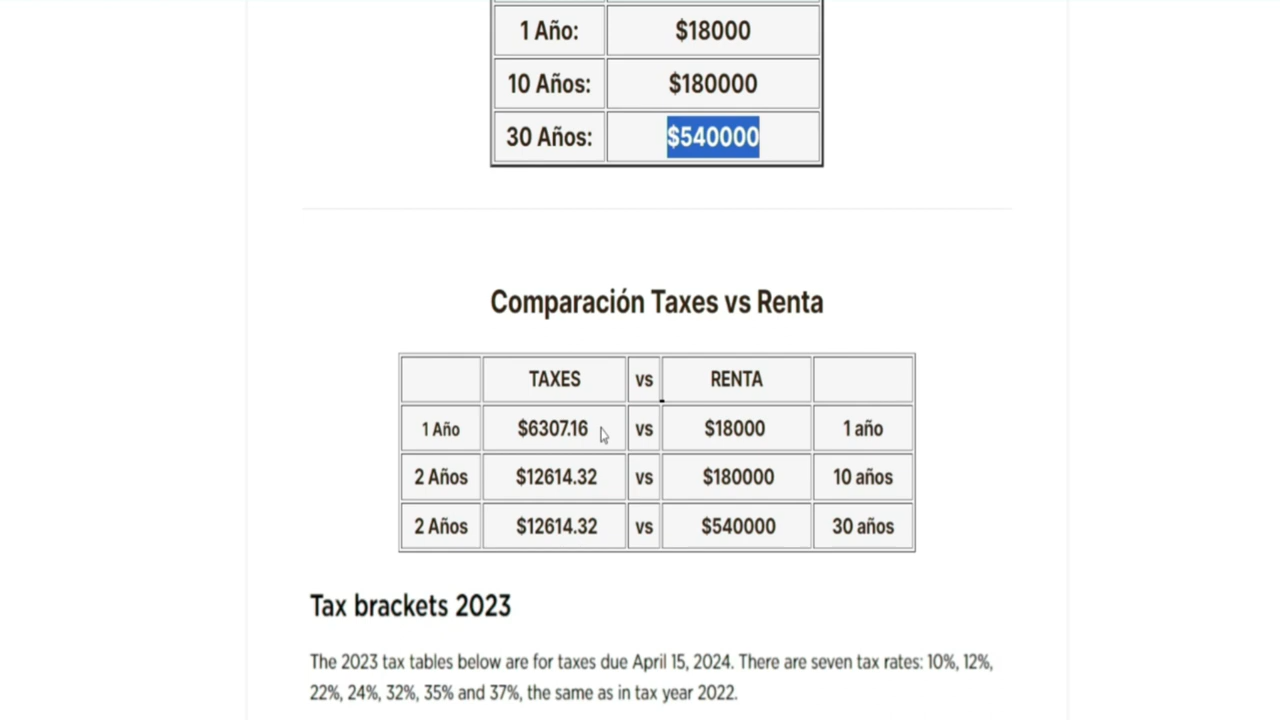 1 Año: $18000
10 Años: $180000
30 Años: $540000
Comparación Taxes vs Renta
TAXES vs RENTA
1 Año $6307.16 vs $18000 1 año
2 Años $12614.32 vs $180000 10 años
2 Años $12614.32 vs $540000 30 años
Tax brackets 2023
The 2023 tax tables below are for taxes due April 15, 2024. There are seven tax rates: 10%, 12%,
22%, 24%, 32%, 35% and 37%, the same as in tax year 2022.